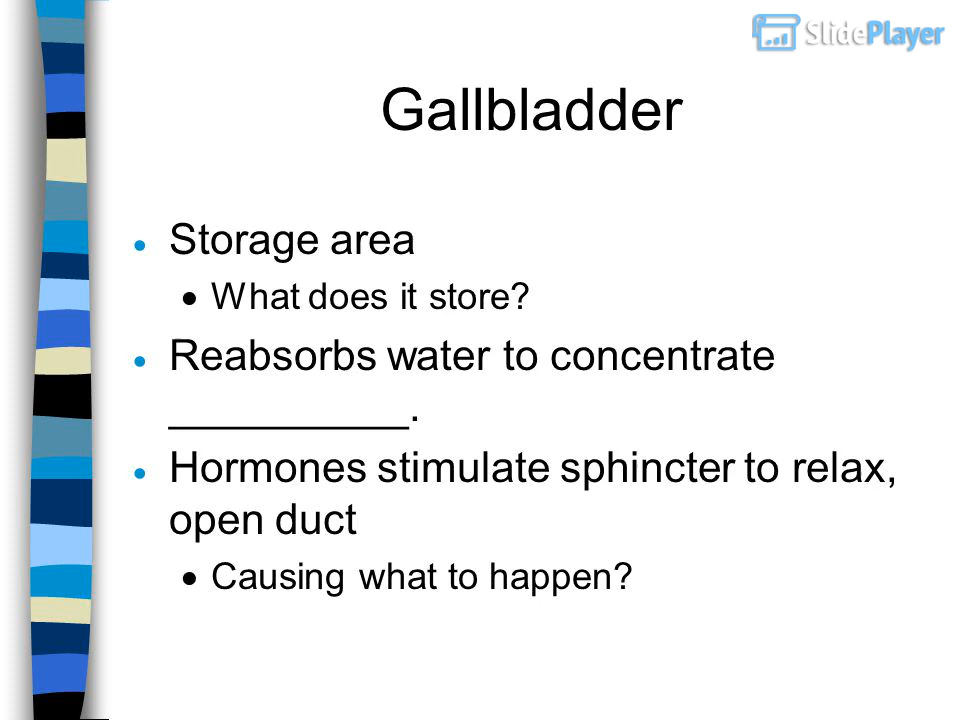 SlidePlayer
Gallbladder
• Storage area
• What does it store?
• Reabsorbs water to concentrate
__________.
• Hormones stimulate sphincter to relax,
open duct
• Causing what to happen?